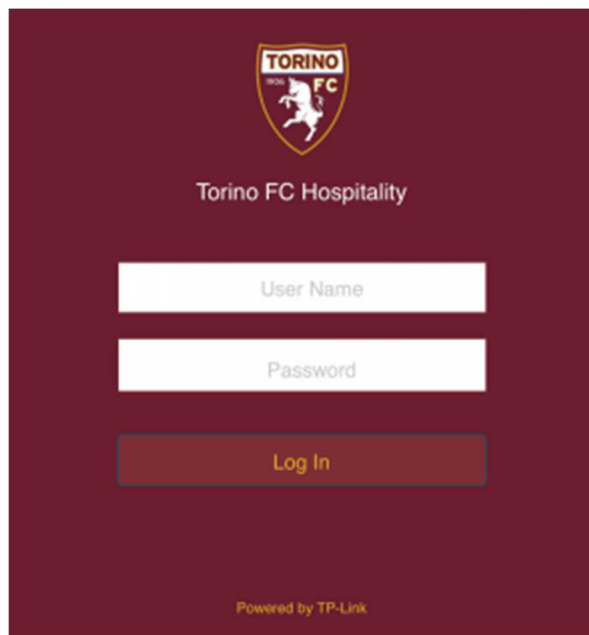 TORINO
1906
FC
Torino FC Hospitality
User Name
Password
Log In
Powered by TP-Link